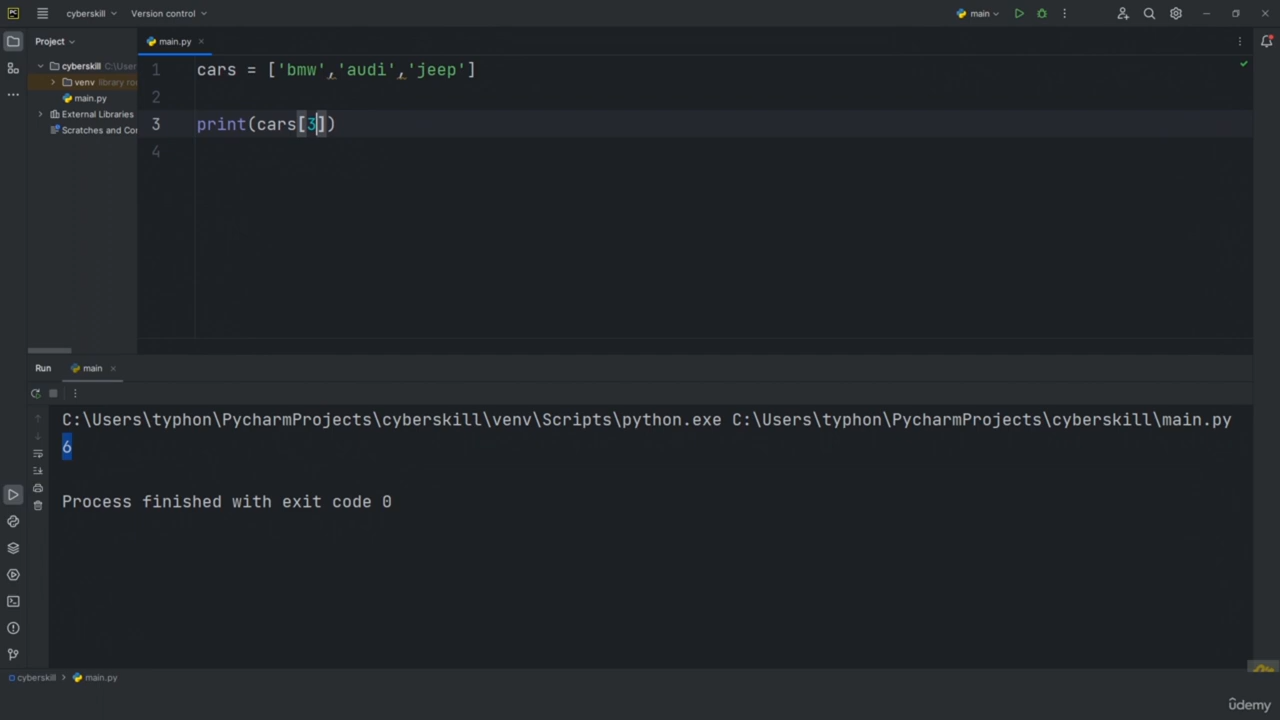 cyberskill
Version control
main
Project
main.py
cyberskill C:\User
venv library ro
main.py
External Libraries
Scratches and Con
1 cars = ['bmw','audi','jeep']
2
3 print(cars[3])
4
Run main
C:\Users\typhon\PycharmProjects\cyberskill\venv\Scripts\python.exe C:\Users\typhon\PycharmProjects\cyberskill\main.py
6
Process finished with exit code 0
cyberskill > main.py
ûdemy